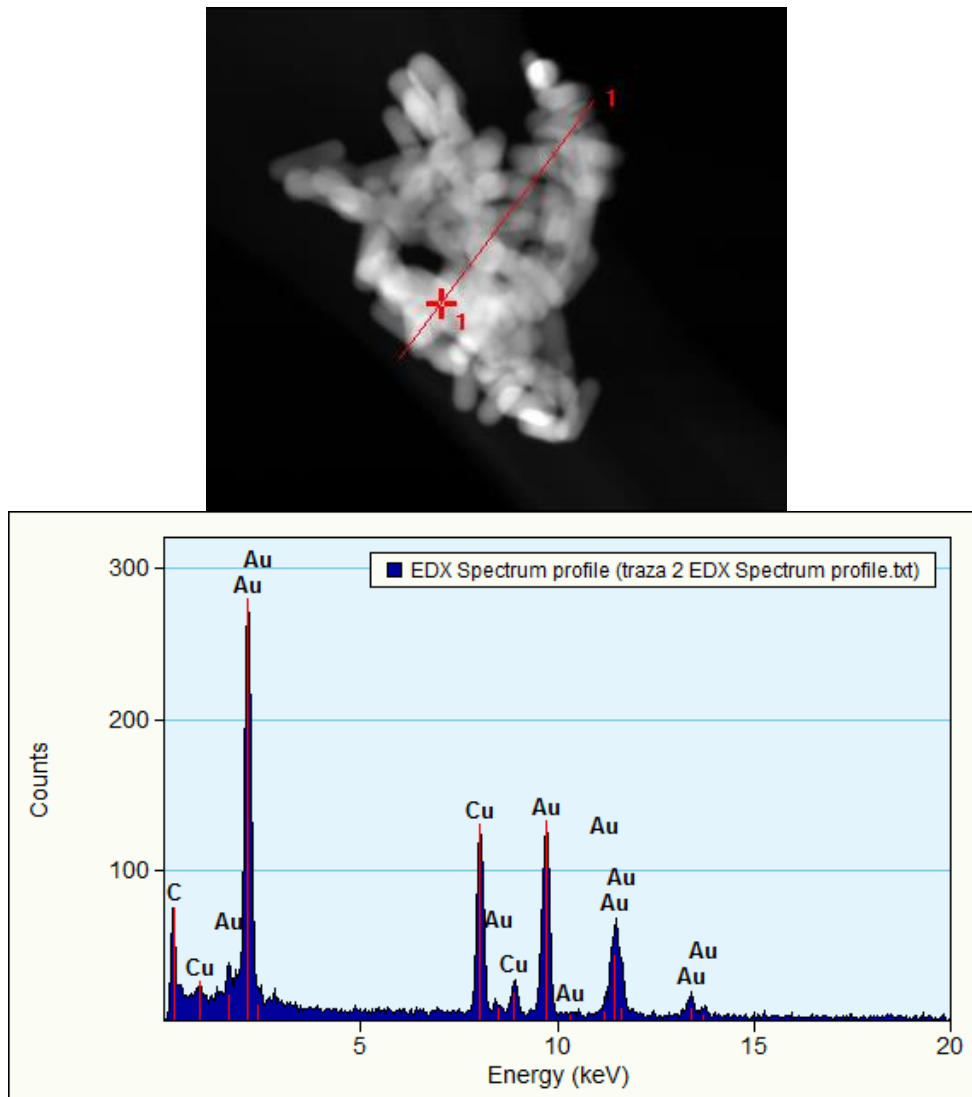 1
1
Au
Au
300
EDX Spectrum profile (traza 2 EDX Spectrum profile.txt)
200
Counts
Cu
Au
Au
100
C
Au
Au
Au
Au
Cu
Cu
Au
Au
Au
5
10
15
20
Energy (keV)